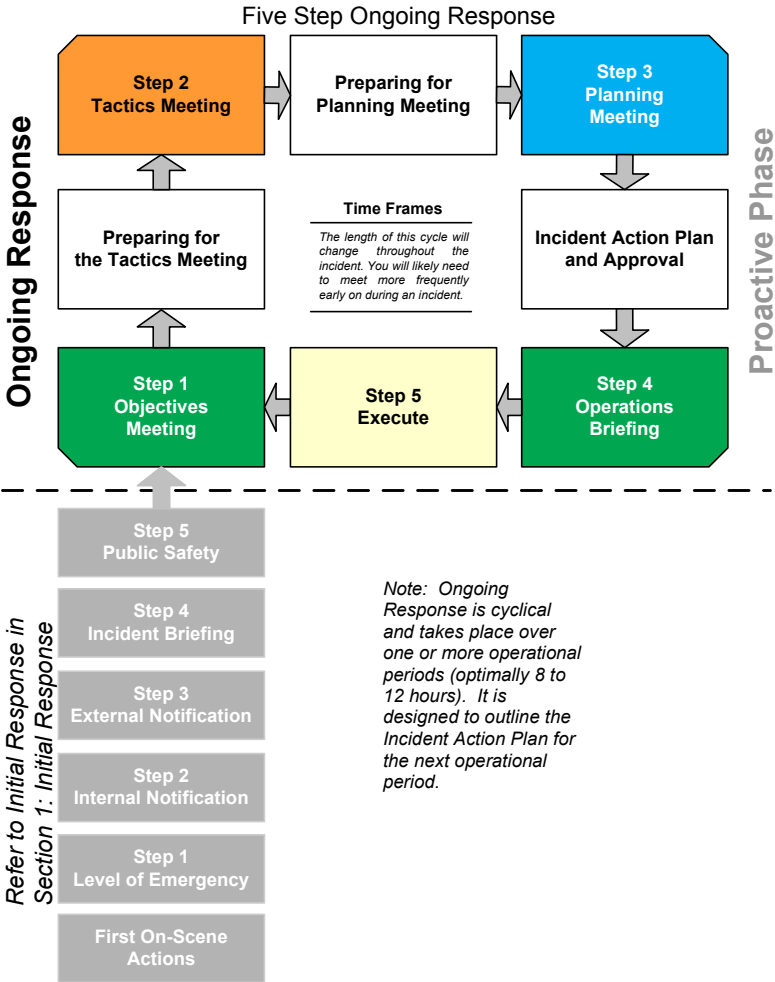 Five Step Ongoing Response
Step 2
Tactics Meeting
Preparing for
Planning Meeting
Step 3
Planning
Meeting
Ongoing Response
Proactive Phase
Preparing for
the Tactics Meeting
Time Frames
The length of this cycle will
change throughout the
incident. You will likely need
to meet more frequently
early on during an incident.
Incident Action Plan
and Approval
Step 1
Objectives
Meeting
Step 5
Execute
Step 4
Operations
Briefing
Refer to Initial Response in
Section 1: Initial Response
Step 5
Public Safety
Step 4
Incident Briefing
Step 3
External Notification
Step 2
Internal Notification
Step 1
Level of Emergency
First On-Scene
Actions
Note:  Ongoing
Response is cyclical
and takes place over
one or more operational
periods (optimally 8 to
12 hours).  It is
designed to outline the
Incident Action Plan for
the next operational
period.